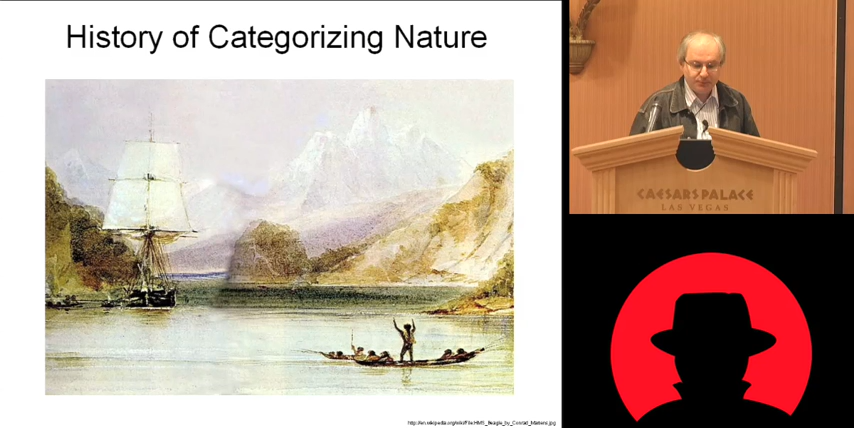 History of Categorizing Nature
CAESARS PALACE
LAS VEGAS
http://en.wikipedia.org/wiki/File:HMS_Beagle_by_Conrad_Martens.jpg